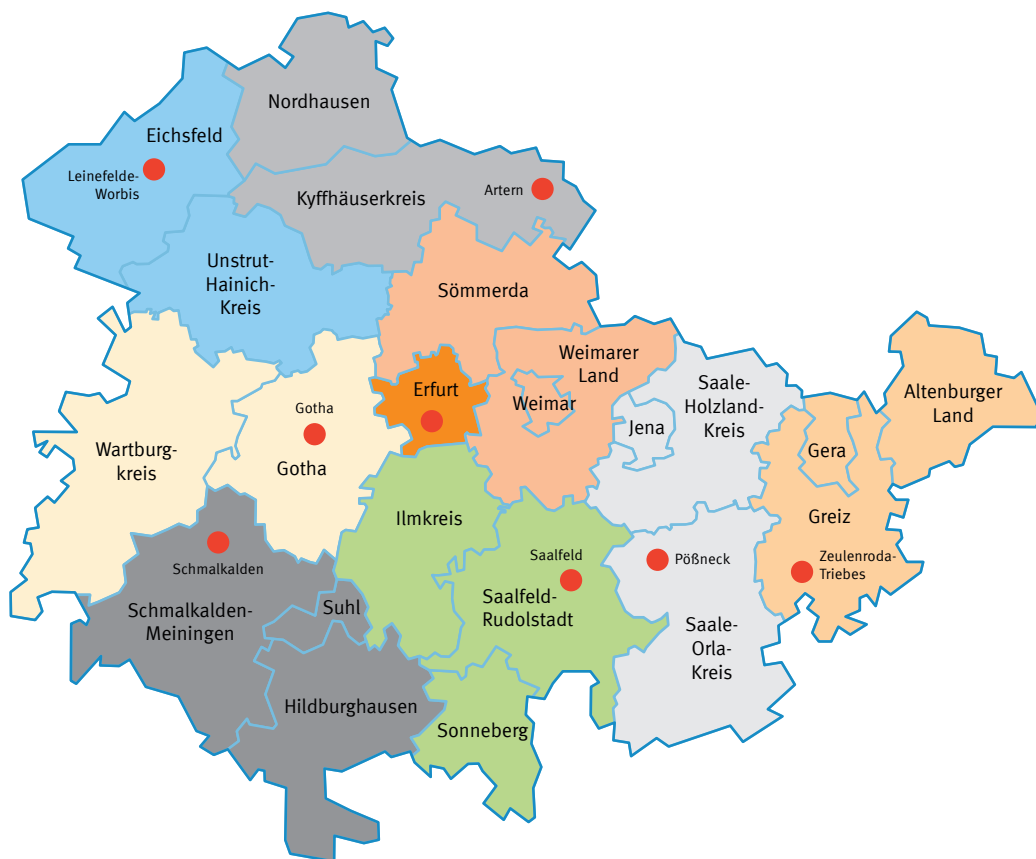 Nordhausen
Eichsfeld
Leinefelde-
Worbis
Kyffhäuserkreis
Artern
Unstrut-
Hainich-
Kreis
Sömmerda
Weimarer
Land
Weimar
Erfurt
Saale-
Holzland-
Kreis
Jena
Altenburger
Land
Gera
Greiz
Zeulenroda-
Triebes
Gotha
Gotha
Wartburg-
kreis
Ilmkreis
Schmalkalden
Schmalkalden-
Meiningen
Suhl
Saalfeld
Saalfeld-
Rudolstadt
Pößneck
Saale-
Orla-
Kreis
Hildburghausen
Sonneberg